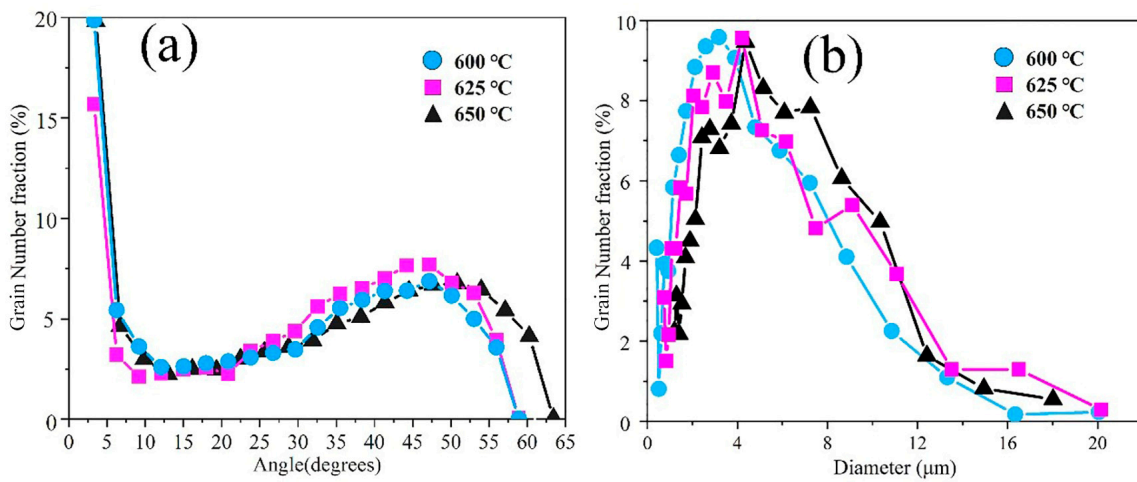 (a)
600 °C
625 °C
650 °C
Grain Number fraction (%)
20
15
10
5
0
0 5 10 15 20 25 30 35 40 45 50 55 60 65
Angle(degrees)
(b)
600 °C
625 °C
650 °C
Grain Number fraction (%)
10
8
6
4
2
0
0 4 8 12 16 20
Diameter (μm)